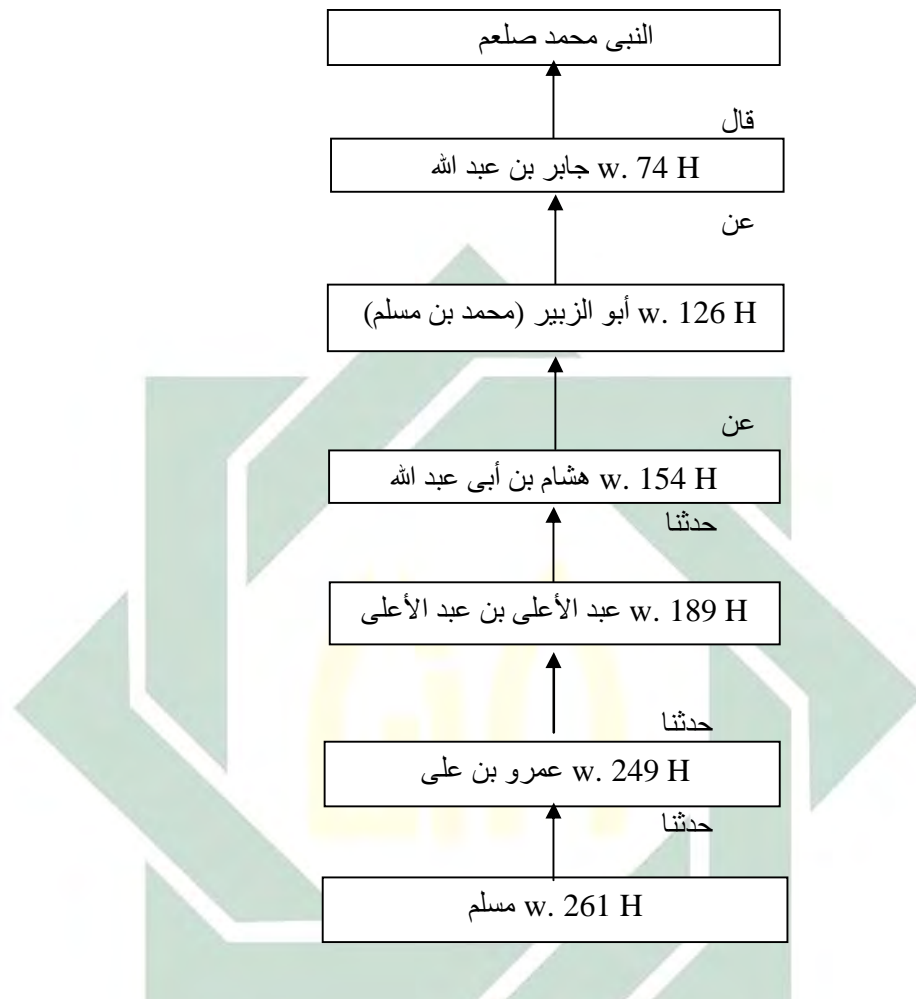 النبى محمد صلعم
قال
جابر بن عبد الله w. 74 H
عن
أبو الزبير (محمد بن مسلم) w. 126 H
عن
هشام بن أبى عبد الله w. 154 H
حدثنا
عبد الأعلى بن عبد الأعلى w. 189 H
حدثنا
عمرو بن على w. 249 H
حدثنا
مسلم w. 261 H